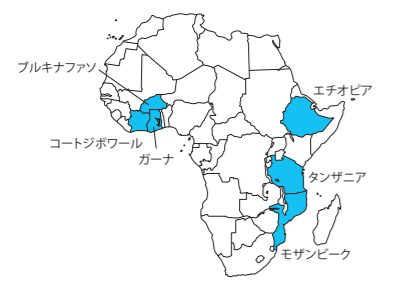 ブルキナファソ
エチオピア
コートジボワール
ガーナ
タンザニア
モザンビーク